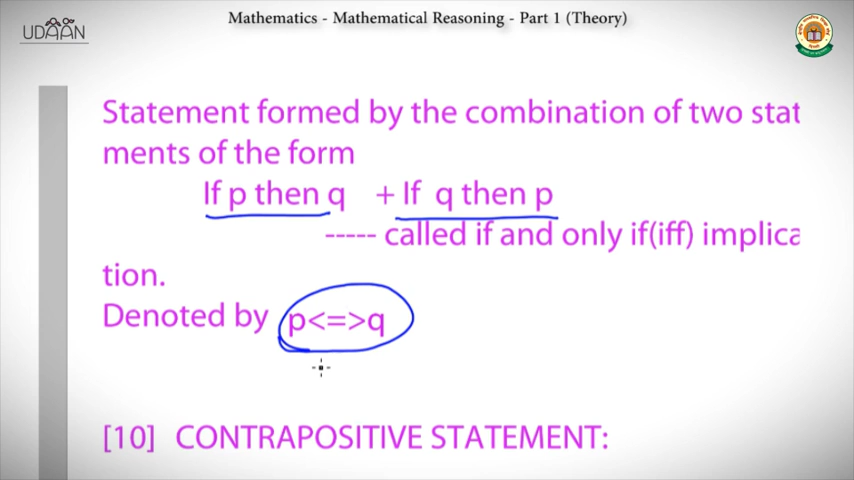 Mathematics - Mathematical Reasoning - Part 1 (Theory)
UDAAN
Statement formed by the combination of two stat
ments of the form
If p then q + If q then p
----- called if and only if(iff) implica
tion.
Denoted by p<=>q
[10] CONTRAPOSITIVE STATEMENT: